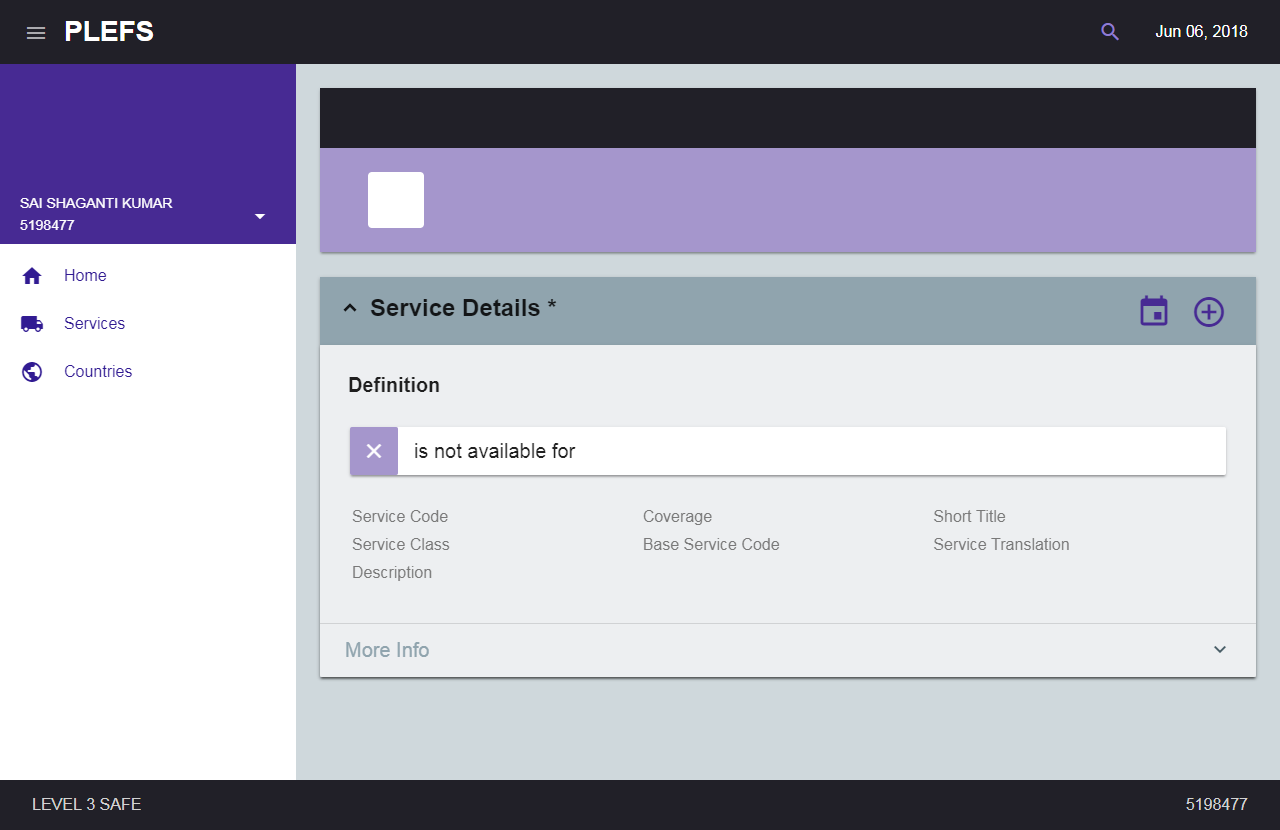 PLEFS
Jun 06, 2018
SAI SHAGANTI KUMAR
5198477
Home
Services
Countries
Service Details *
Definition
is not available for
Service Code
Coverage
Short Title
Service Class
Base Service Code
Service Translation
Description
More Info
LEVEL 3 SAFE
5198477